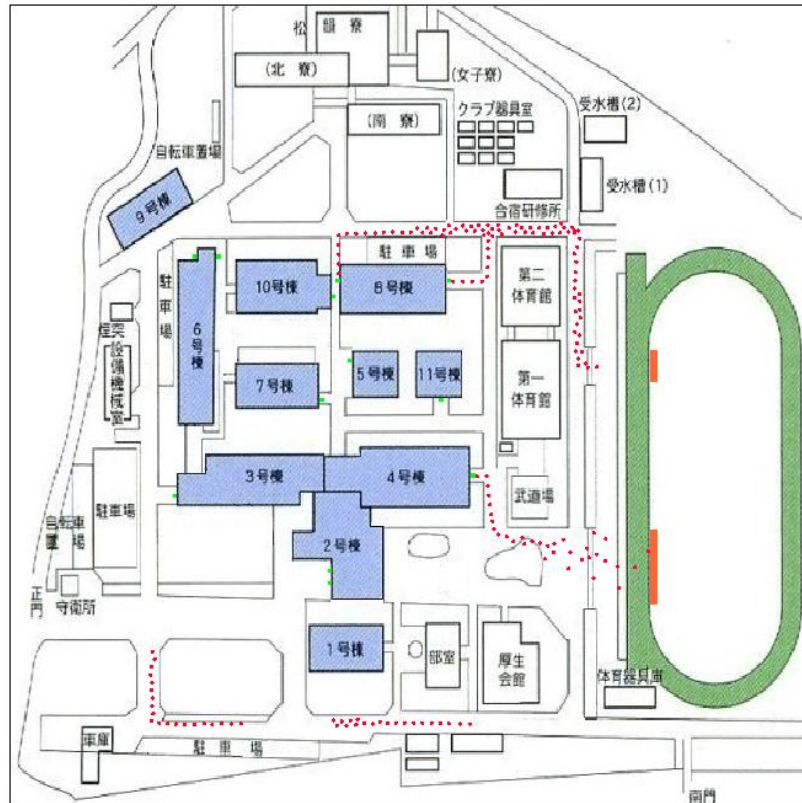 松
韻 寮
(北 寮)
(女子寮)
(南 寮)
クラブ器具室
受水槽(2)
自転車置場
受水槽(1)
合宿研修所
9号棟
駐車場
駐 車 場
第二
体育館
10号棟
8号棟
6号棟
煙突
設備機械室
7号棟
5号棟
11号棟
第一
体育館
3号棟
4号棟
武道場
駐車場
自転車
置 場
2号棟
正門
守衛所
1号棟
部室
厚生
会館
体育器具庫
車庫
駐 車 場
南門